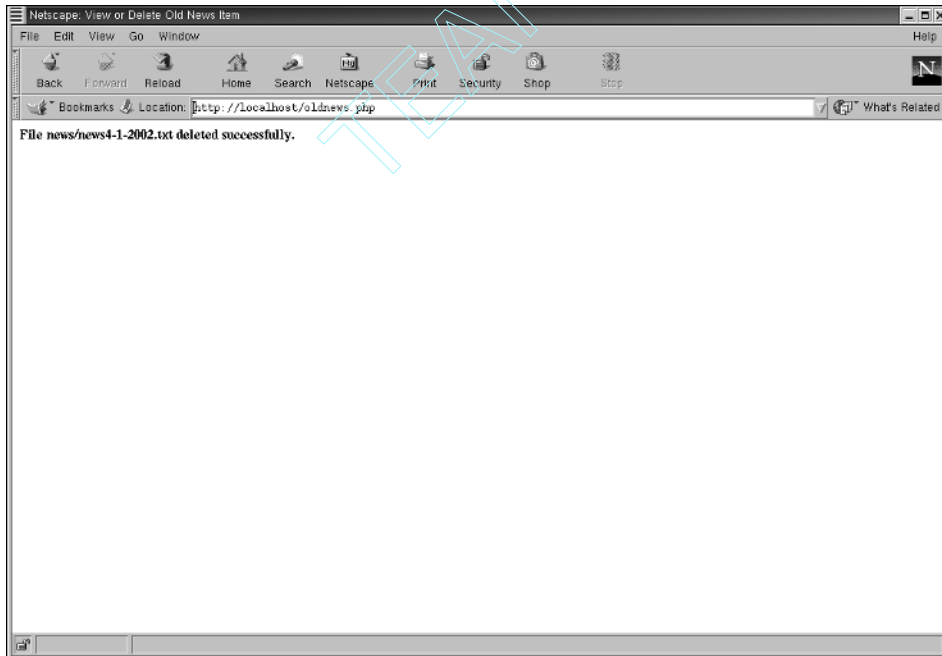 Netscape: View or Delete Old News Item
File Edit View Go Window Help
Back Forward Reload Home Search Netscape Print Security Shop Stop
N
Bookmarks Location: http://localhost/oldnews.php What's Related
File news/news4-1-2002.txt deleted successfully.